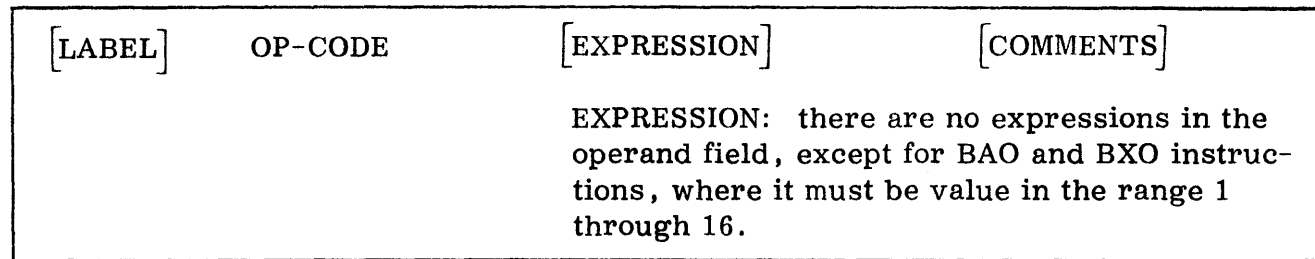 [LABEL] OP-CODE [EXPRESSION] [COMMENTS]
EXPRESSION: there are no expressions in the
operand field, except for BAO and BXO instruc-
tions, where it must be value in the range 1
through 16.